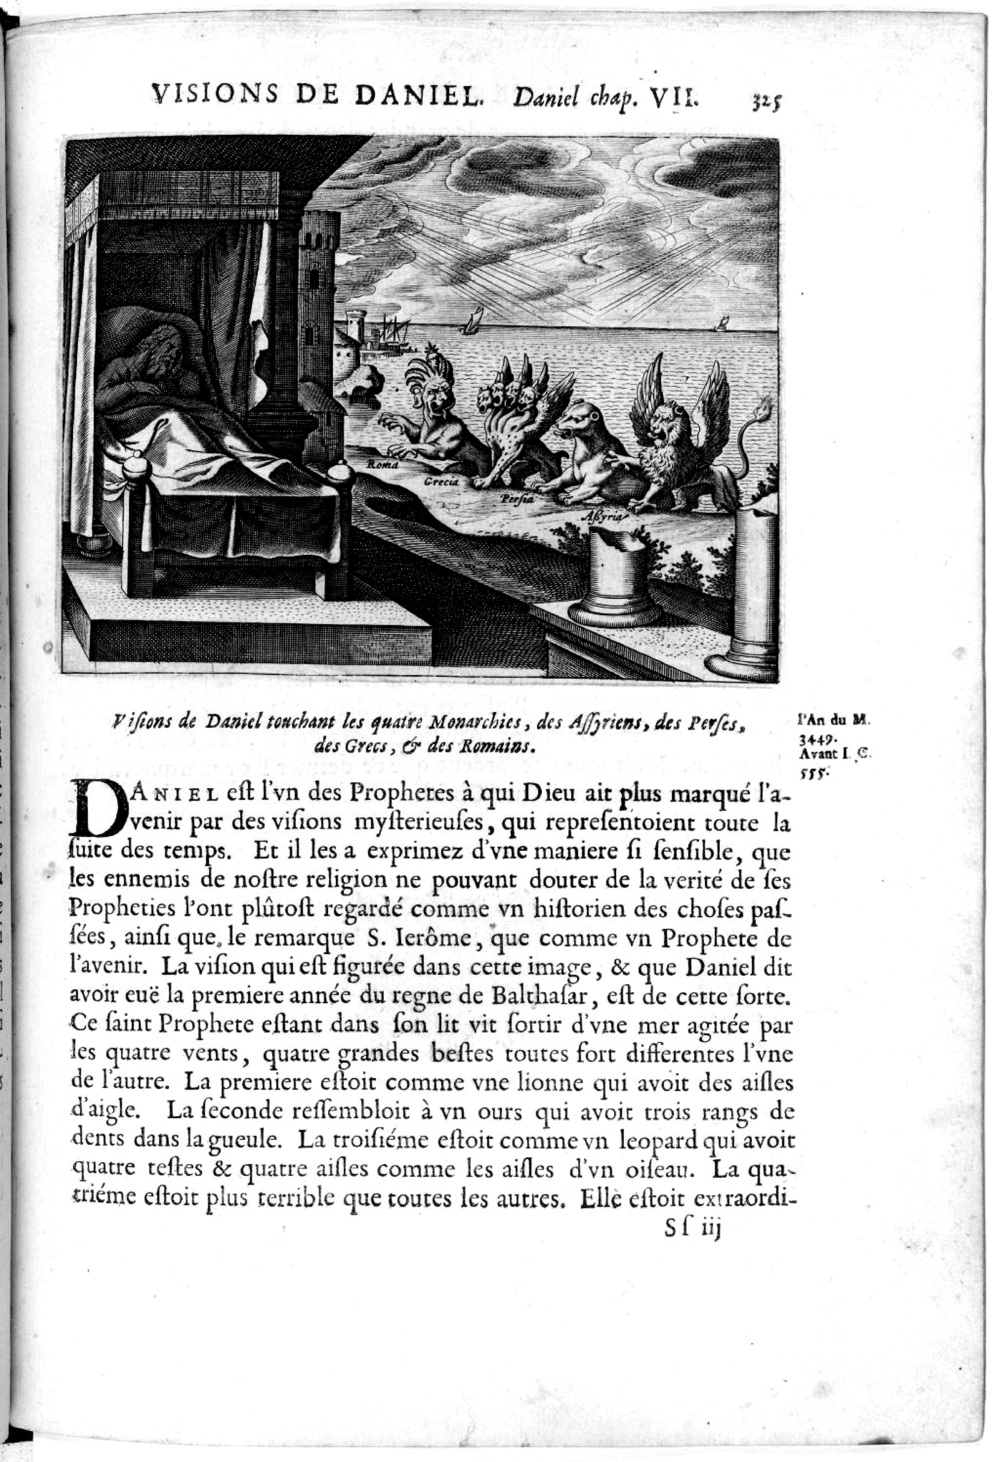 VISIONS DE DANIEL. Daniel chap. VII. 325
Roma
Grecia
Persia
Aſſyria
Viſions de Daniel touchant les quatre Monarchies, des Aſſyriens, des Perſes,
des Grecs, & des Romains.
l'An du M.
3449.
Avant I. C.
555.
DANIEL eſt l'vn des Prophetes à qui Dieu ait plus marqué l'a-
venir par des viſions myſterieuſes, qui repreſentoient toute la
ſuite des temps. Et il les a exprimez d'vne maniere ſi ſenſible, que
les ennemis de noſtre religion ne pouvant douter de la verité de ſes
Propheties l'ont plûtoſt regardé comme vn hiſtorien des choſes paſ-
ſées, ainſi que le remarque S. Ierôme, que comme vn Prophete de
l'avenir. La viſion qui eſt figurée dans cette image, & que Daniel dit
avoir euë la premiere année du regne de Balthaſar, eſt de cette ſorte.
Ce ſaint Prophete eſtant dans ſon lit vit ſortir d'vne mer agitée par
les quatre vents, quatre grandes beſtes toutes fort differentes l'vne
de l'autre. La premiere eſtoit comme vne lionne qui avoit des aiſles
d'aigle. La ſeconde reſſembloit à vn ours qui avoit trois rangs de
dents dans la gueule. La troiſiéme eſtoit comme vn leopard qui avoit
quatre teſtes & quatre aiſles comme les aiſles d'vn oiſeau. La qua-
triéme eſtoit plus terrible que toutes les autres. Elle eſtoit extraordi-
Sſ iij